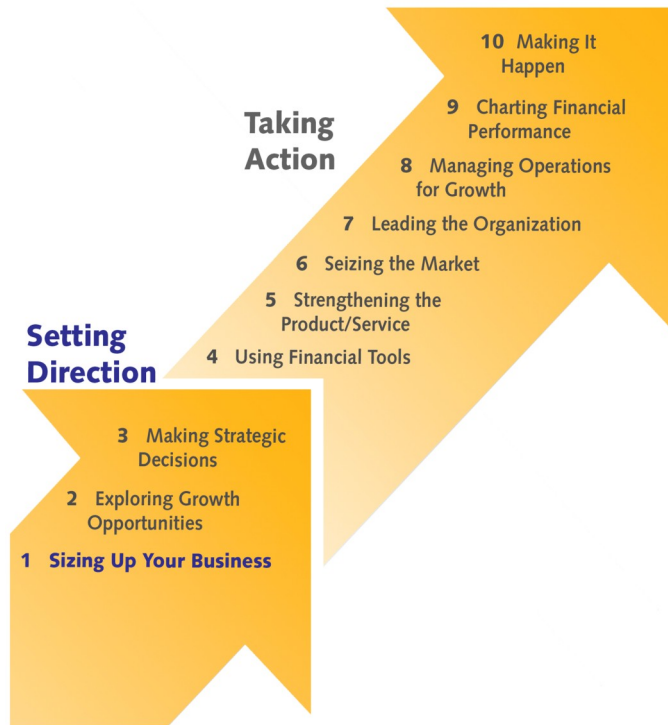 10 Making It
Happen
9 Charting Financial
Performance
Taking
Action
8 Managing Operations
for Growth
7 Leading the Organization
6 Seizing the Market
5 Strengthening the
Product/Service
4 Using Financial Tools
Setting
Direction
3 Making Strategic
Decisions
2 Exploring Growth
Opportunities
1 Sizing Up Your Business